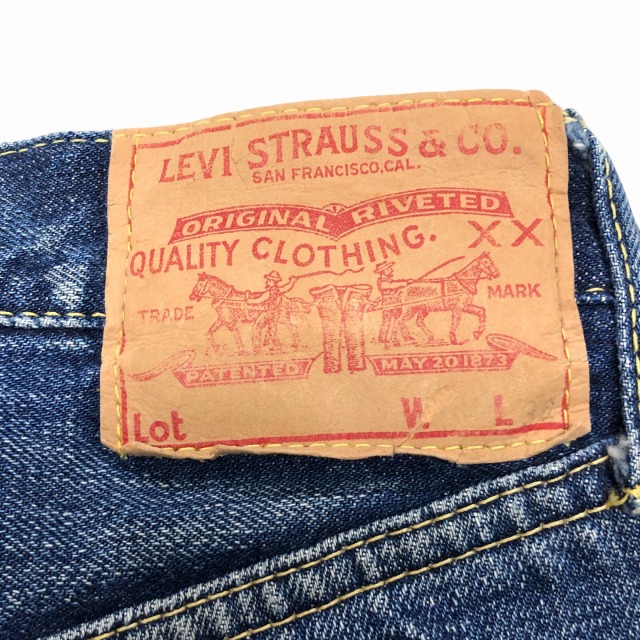 LEVI STRAUSS & CO.
SAN FRANCISCO, CAL.
ORIGINAL RIVETED
QUALITY CLOTHING. XX
TRADE MARK
PATENTED MAY 20 1873
Lot W L